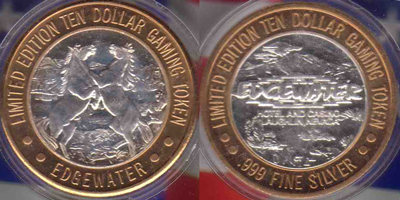 LIMITED EDITION TEN DOLLAR GAMING TOKEN
EDGEWATER
LIMITED EDITION TEN DOLLAR GAMING TOKEN
EDGEWATER
HOTEL AND CASINO
LAUGHLIN, NEVADA
.999 FINE SILVER